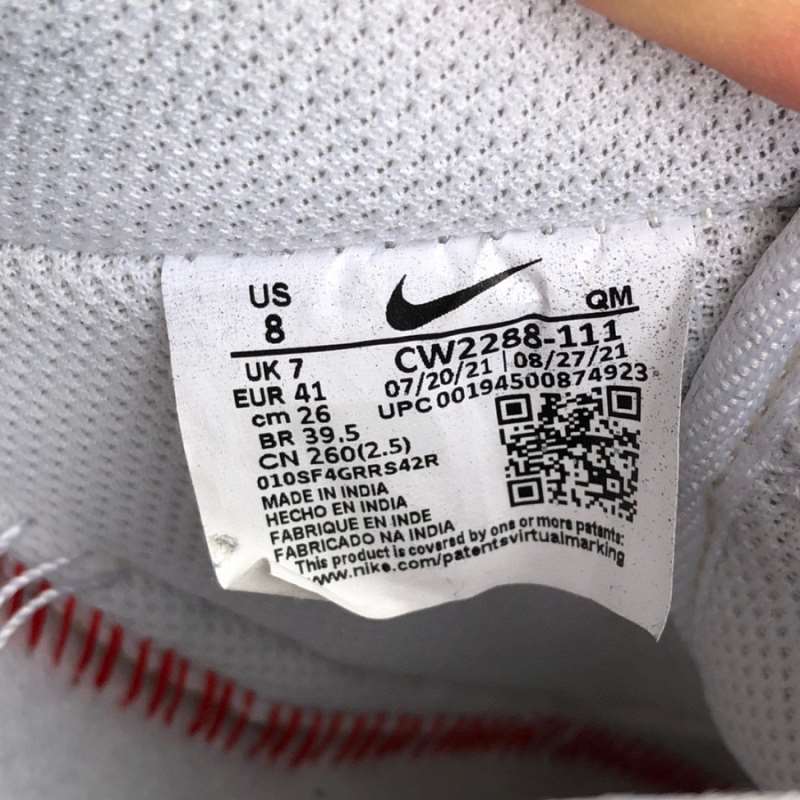 US
8
QM
UK 7
EUR 41
cm 26
BR 39.5
CN 260(2.5)
010SF4GRRS42R
CW2288-111
07/20/21 | 08/27/21
UPC 00194500874923
MADE IN INDIA
HECHO EN INDIA
FABRIQUE EN INDE
FABRICADO NA INDIA
This product is covered by one or more patents:
www.nike.com/patentsvirtualmarking